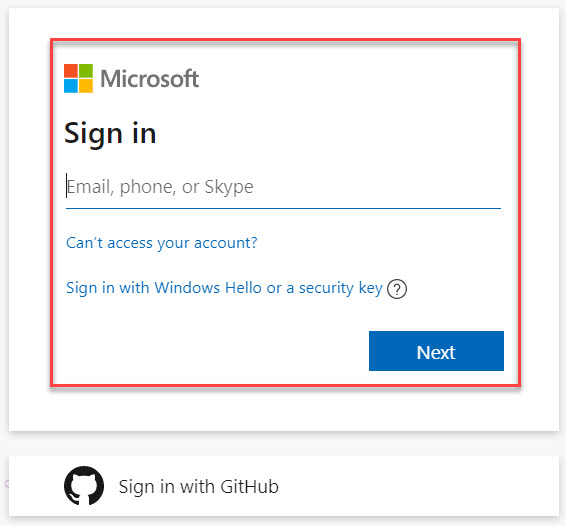 Microsoft
Sign in
Email, phone, or Skype
Can't access your account?
Sign in with Windows Hello or a security key ?
Next
Sign in with GitHub